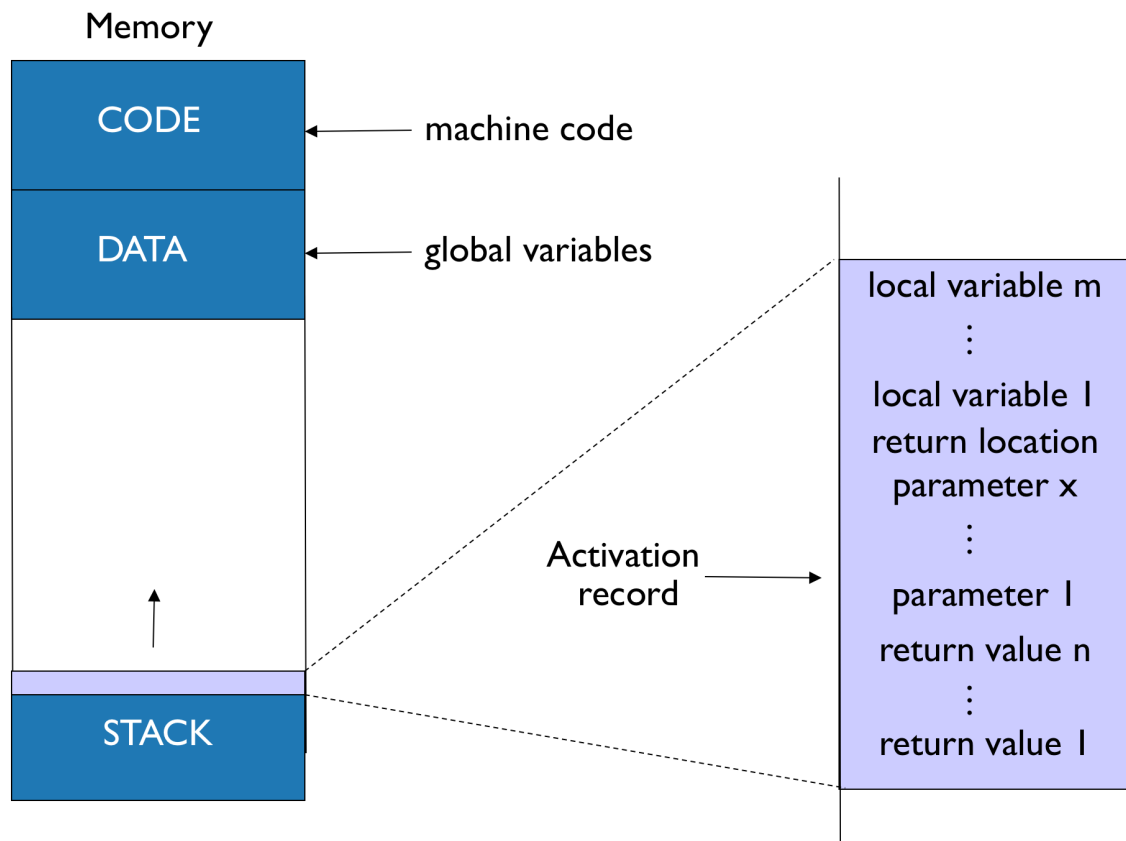 Memory
CODE
machine code
DATA
global variables
local variable m
⋮
local variable 1
return location
parameter x
⋮
Activation
record
parameter 1
return value n
⋮
STACK
return value 1